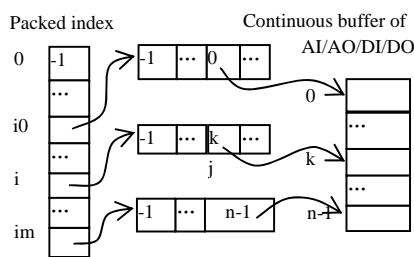 Packed index
Continuous buffer of
AI/AO/DI/DO
0 -1 -1 ... 0 ...
... 0
i0 ...
... -1 ... k ... k
i j
... ...
-1 ... n-1 n-1
im